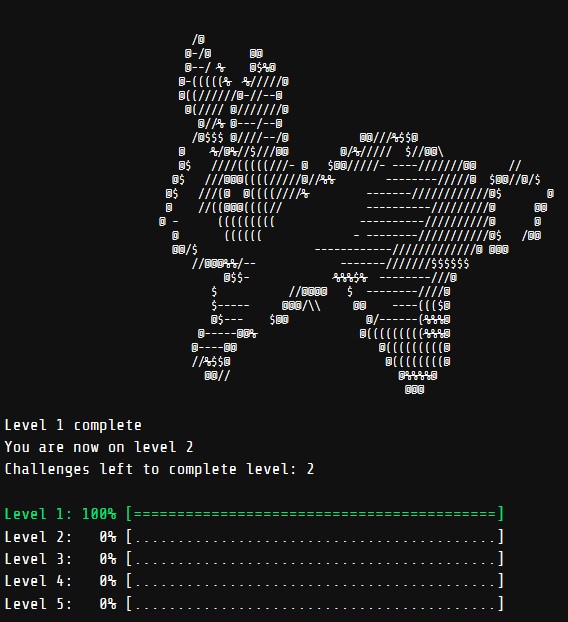 Level 1 complete
You are now on level 2
Challenges left to complete level: 2
Level 1: 100% [==========================================]
Level 2:   0% [..........................................]
Level 3:   0% [..........................................]
Level 4:   0% [..........................................]
Level 5:   0% [..........................................]